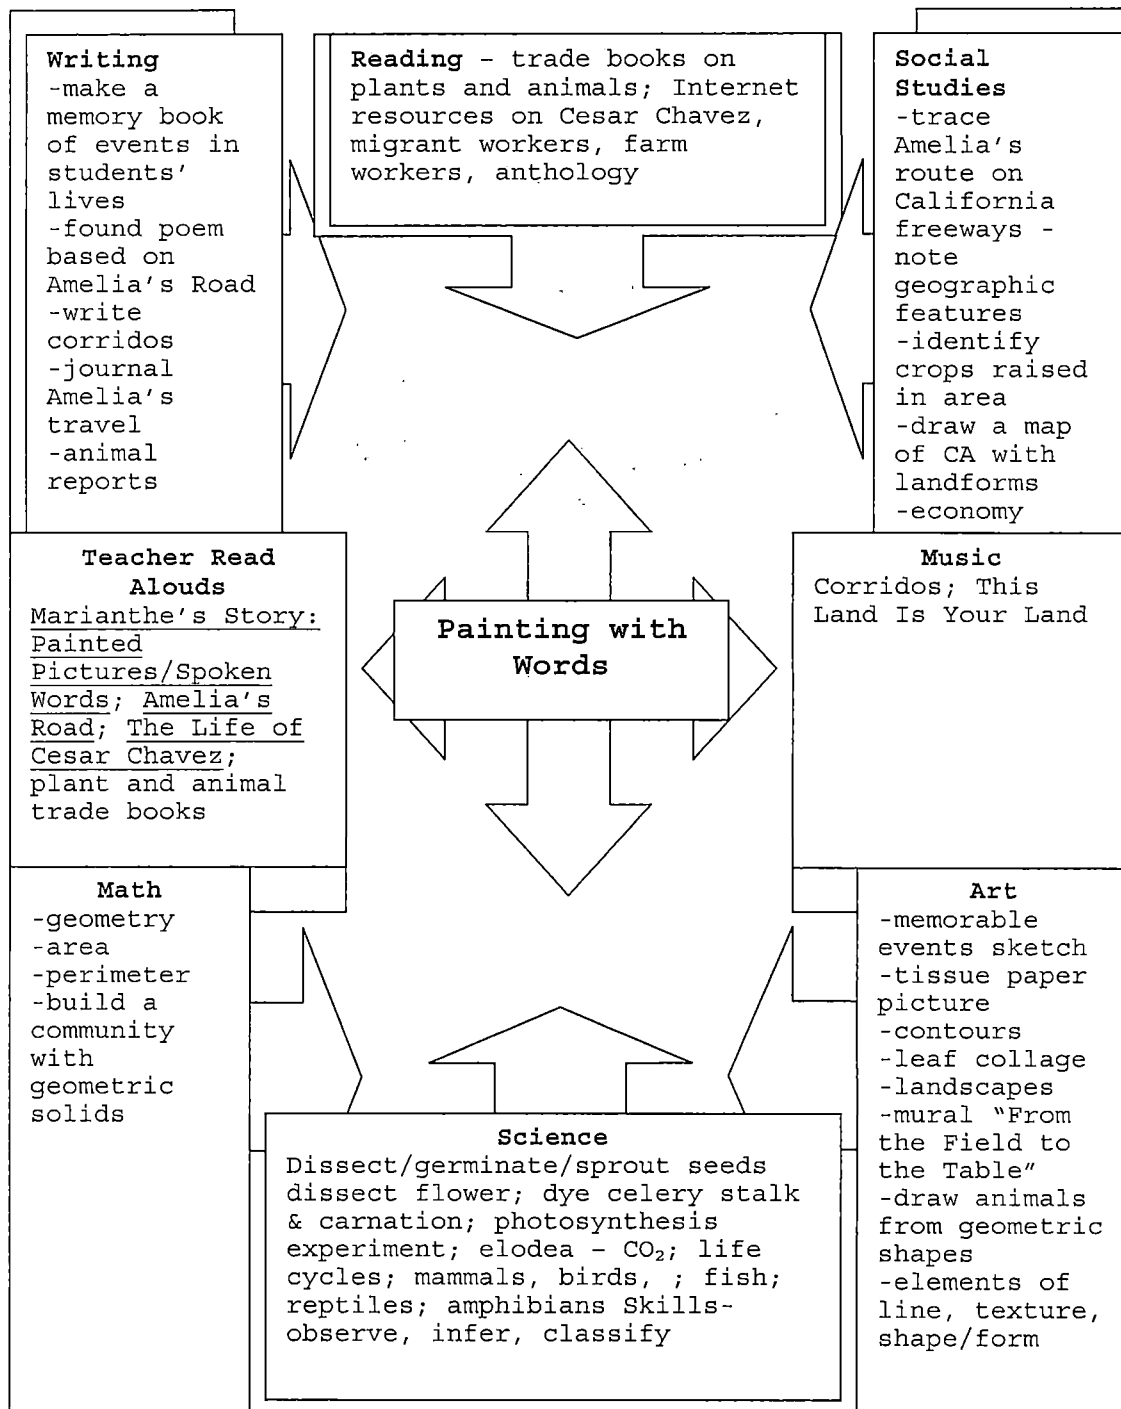 Writing
-make a
memory book
of events in
students'
lives
-found poem
based on
Amelia's Road
-write
corridos
-journal
Amelia's
travel
-animal
reports
Reading – trade books on
plants and animals; Internet
resources on Cesar Chavez,
migrant workers, farm
workers, anthology
Social
Studies
-trace
Amelia's
route on
California
freeways -
note
geographic
features
-identify
crops raised
in area
-draw a map
of CA with
landforms
-economy
Teacher Read
Alouds
Marianthe's Story:
Painted
Pictures/Spoken
Words; Amelia's
Road; The Life of
Cesar Chavez;
plant and animal
trade books
Painting with
Words
Music
Corridos; This
Land Is Your Land
Math
-geometry
-area
-perimeter
-build a
community
with
geometric
solids
Science
Dissect/germinate/sprout seeds
dissect flower; dye celery stalk
& carnation; photosynthesis
experiment; elodea – CO₂; life
cycles; mammals, birds, ; fish;
reptiles; amphibians Skills-
observe, infer, classify
Art
-memorable
events sketch
-tissue paper
picture
-contours
-leaf collage
-landscapes
-mural "From
the Field to
the Table"
-draw animals
from geometric
shapes
-elements of
line, texture,
shape/form